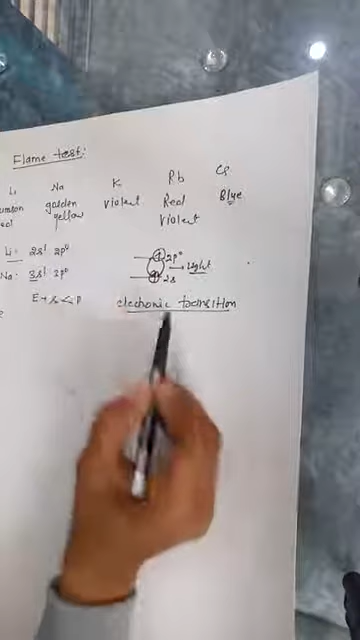 Flame test:
Li Na K Rb Cs
golden violet Red Blue
yellow violet
Li: 2s¹ 2p⁰
Na: 3s¹ 3p⁰
2p⁰
→ light
2s
E → s < p
electronic transition